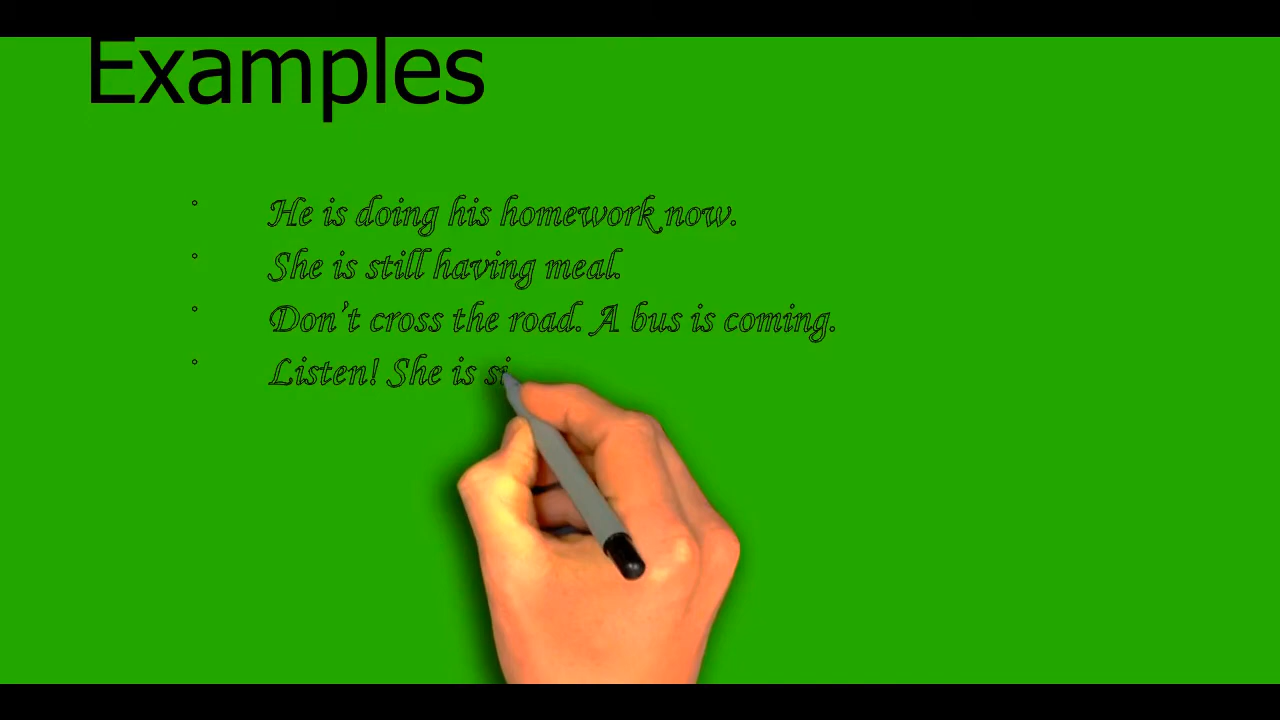 Examples
He is doing his homework now.
She is still having meal.
Don't cross the road. A bus is coming.
Listen! She is si